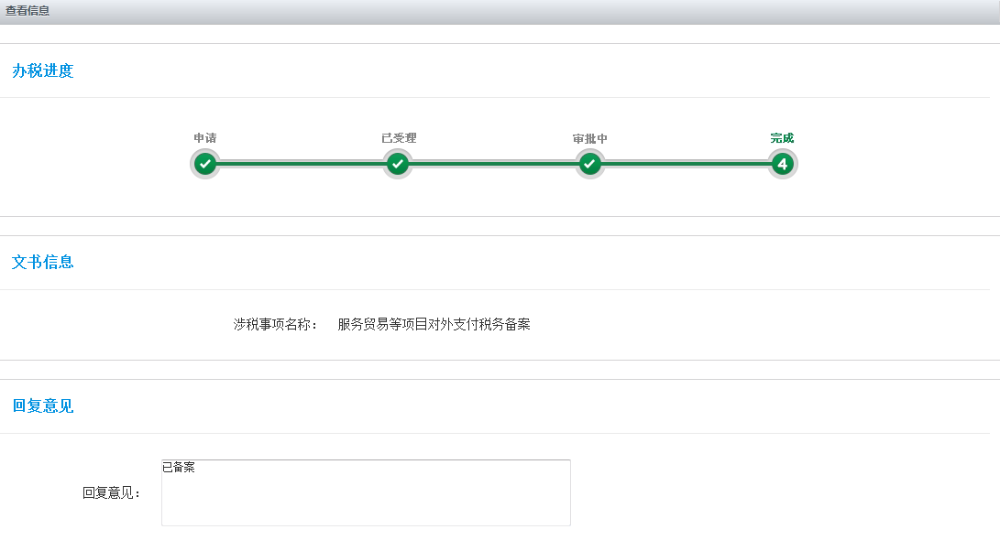 查看信息
办税进度
申请 已受理 审批中 完成
4
文书信息
涉税事项名称： 服务贸易等项目对外支付税务备案
回复意见
已备案
回复意见：